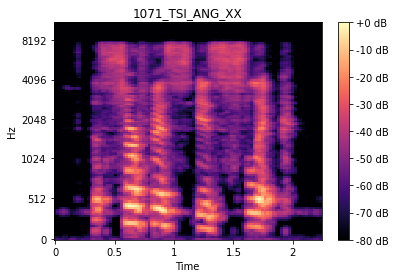 1071_TSI_ANG_XX
8192
4096
2048
1024
512
0
Hz
0
0.5
1
1.5
2
Time
+0 dB
-10 dB
-20 dB
-30 dB
-40 dB
-50 dB
-60 dB
-70 dB
-80 dB